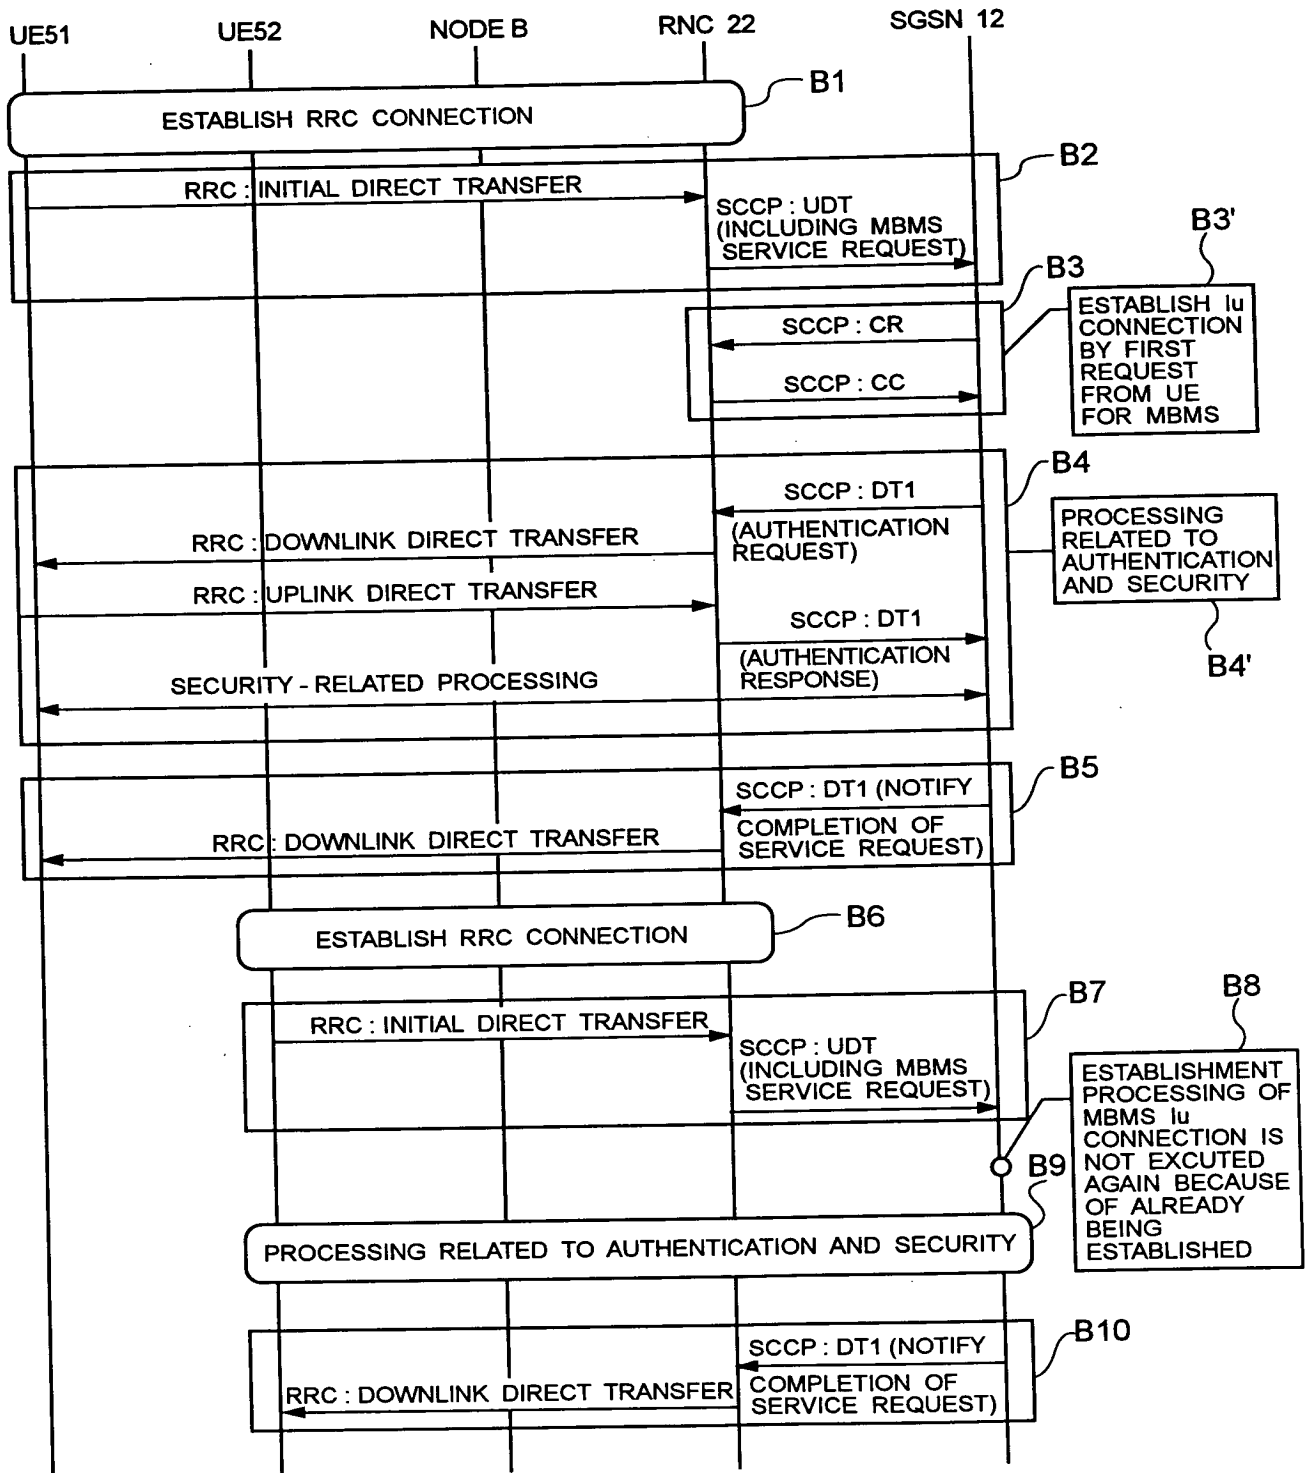 UE51
UE52
NODE B
RNC 22
SGSN 12
B1
ESTABLISH RRC CONNECTION
B2
RRC : INITIAL DIRECT TRANSFER
SCCP : UDT
(INCLUDING MBMS
SERVICE REQUEST)
B3'
B3
SCCP : CR
SCCP : CC
ESTABLISH Iu
CONNECTION
BY FIRST
REQUEST
FROM UE
FOR MBMS
B4
SCCP : DT1
(AUTHENTICATION
REQUEST)
RRC : DOWNLINK DIRECT TRANSFER
RRC : UPLINK DIRECT TRANSFER
SCCP : DT1
(AUTHENTICATION
RESPONSE)
SECURITY - RELATED PROCESSING
PROCESSING
RELATED TO
AUTHENTICATION
AND SECURITY
B4'
B5
SCCP : DT1 (NOTIFY
COMPLETION OF
SERVICE REQUEST)
RRC : DOWNLINK DIRECT TRANSFER
B6
ESTABLISH RRC CONNECTION
B7
RRC : INITIAL DIRECT TRANSFER
SCCP : UDT
(INCLUDING MBMS
SERVICE REQUEST)
B8
ESTABLISHMENT
PROCESSING OF
MBMS Iu
CONNECTION IS
NOT EXCUTED
AGAIN BECAUSE
OF ALREADY
BEING
ESTABLISHED
B9
PROCESSING RELATED TO AUTHENTICATION AND SECURITY
B10
SCCP : DT1 (NOTIFY
COMPLETION OF
SERVICE REQUEST)
RRC : DOWNLINK DIRECT TRANSFER